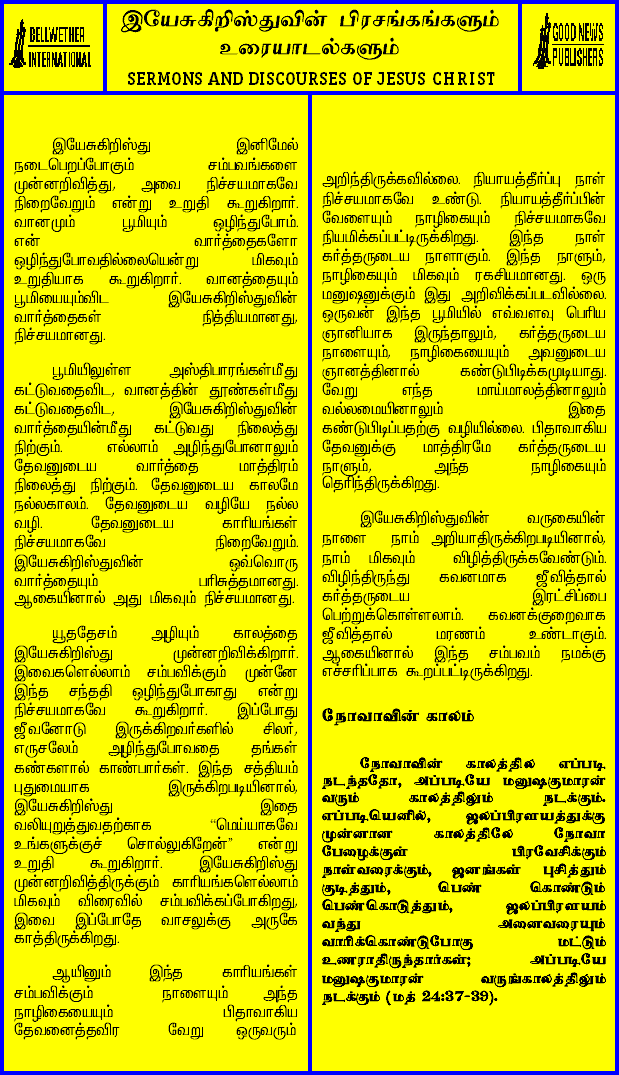 BELLWETHER
INTERNATIONAL
இயேசுகிறிஸ்துவின் பிரசங்கங்களும்
உரையாடல்களும்
SERMONS AND DISCOURSES OF JESUS CHRIST
GOOD NEWS
PUBLISHERS
இயேசுகிறிஸ்து இனிமேல்
நடைபெறப்போகும் சம்பவங்களை
முன்னறிவித்து, அவை நிச்சயமாகவே
நிறைவேறும் என்று உறுதி கூறுகிறார்.
வானமும் பூமியும் ஒழிந்துபோம்.
என் வார்த்தைகளோ
ஒழிந்துபோவதில்லையென்று மிகவும்
உறுதியாக கூறுகிறார். வானத்தையும்
பூமியையும்விட இயேசுகிறிஸ்துவின்
வார்த்தைகள் நித்தியமானது,
நிச்சயமானது.
பூமியிலுள்ள அஸ்திபாரங்கள்மீது
கட்டுவதைவிட, வானத்தின் தூண்கள்மீது
கட்டுவதைவிட, இயேசுகிறிஸ்துவின்
வார்த்தையின்மீது கட்டுவது நிலைத்து
நிற்கும். எல்லாம் அழிந்துபோனாலும்
தேவனுடைய வார்த்தை மாத்திரம்
நிலைத்து நிற்கும். தேவனுடைய காலமே
நல்லகாலம். தேவனுடைய வழியே நல்ல
வழி. தேவனுடைய காரியங்கள்
நிச்சயமாகவே நிறைவேறும்.
இயேசுகிறிஸ்துவின் ஒவ்வொரு
வார்த்தையும் பரிசுத்தமானது.
ஆகையினால் அது மிகவும் நிச்சயமானது.
யூததேசம் அழியும் காலத்தை
இயேசுகிறிஸ்து முன்னறிவிக்கிறார்.
இவைகளெல்லாம் சம்பவிக்கும் முன்னே
இந்த சந்ததி ஒழிந்துபோகாது என்று
நிச்சயமாகவே கூறுகிறார். இப்போது
ஜீவனோடு இருக்கிறவர்களில் சிலர்,
எருசலேம் அழிந்துபோவதை தங்கள்
கண்களால் காண்பார்கள். இந்த சத்தியம்
புதுமையாக இருக்கிறபடியினால்,
இயேசுகிறிஸ்து இதை
வலியுறுத்துவதற்காக “மெய்யாகவே
உங்களுக்குச் சொல்லுகிறேன்” என்று
உறுதி கூறுகிறார். இயேசுகிறிஸ்து
முன்னறிவித்திருக்கும் காரியங்களெல்லாம்
மிகவும் விரைவில் சம்பவிக்கப்போகிறது,
இவை இப்போதே வாசலுக்கு அருகே
காத்திருக்கிறது.
ஆயினும் இந்த காரியங்கள்
சம்பவிக்கும் நாளையும் அந்த
நாழிகையையும் பிதாவாகிய
தேவனைத்தவிர வேறு ஒருவரும்
அறிந்திருக்கவில்லை. நியாயத்தீர்ப்பு நாள்
நிச்சயமாகவே உண்டு. நியாயத்தீர்ப்பின்
வேளையும் நாழிகையும் நிச்சயமாகவே
நியமிக்கப்பட்டிருக்கிறது. இந்த நாள்
கர்த்தருடைய நாளாகும். இந்த நாளும்,
நாழிகையும் மிகவும் ரகசியமானது. ஒரு
மனுஷனுக்கும் இது அறிவிக்கப்படவில்லை.
ஒருவன் இந்த பூமியில் எவ்வளவு பெரிய
ஞானியாக இருந்தாலும், கர்த்தருடைய
நாளையும், நாழிகையையும் அவனுடைய
ஞானத்தினால் கண்டுபிடிக்கமுடியாது.
வேறு எந்த மாய்மாலத்தினாலும்
வல்லமையினாலும் இதை
கண்டுபிடிப்பதற்கு வழியில்லை. பிதாவாகிய
தேவனுக்கு மாத்திரமே கர்த்தருடைய
நாளும், அந்த நாழிகையும்
தெரிந்திருக்கிறது.
இயேசுகிறிஸ்துவின் வருகையின்
நாளை நாம் அறியாதிருக்கிறபடியினால்,
நாம் மிகவும் விழித்திருக்கவேண்டும்.
விழிந்திருந்து கவனமாக ஜீவித்தால்
கர்த்தருடைய இரட்சிப்பை
பெற்றுக்கொள்ளலாம். கவனக்குறைவாக
ஜீவித்தால் மரணம் உண்டாகும்.
ஆகையினால் இந்த சம்பவம் நமக்கு
எச்சரிப்பாக கூறப்பட்டிருக்கிறது.
நோவாவின் காலம்
நோவாவின் காலத்தில் எப்படி
நடந்ததோ, அப்படியே மனுஷகுமாரன்
வரும் காலத்திலும் நடக்கும்.
எப்படியெனில், ஜலப்பிரளயத்துக்கு
முன்னான காலத்திலே நோவா
பேழைக்குள் பிரவேசிக்கும்
நாள்வரைக்கும், ஜனங்கள் புசித்தும்
குடித்தும், பெண் கொண்டும்
பெண்கொடுத்தும், ஜலப்பிரளயம்
வந்து அனைவரையும்
வாரிக்கொண்டுபோகு மட்டும்
உணராதிருந்தார்கள்; அப்படியே
மனுஷகுமாரன் வருங்காலத்திலும்
நடக்கும் (மத் 24:37-39).